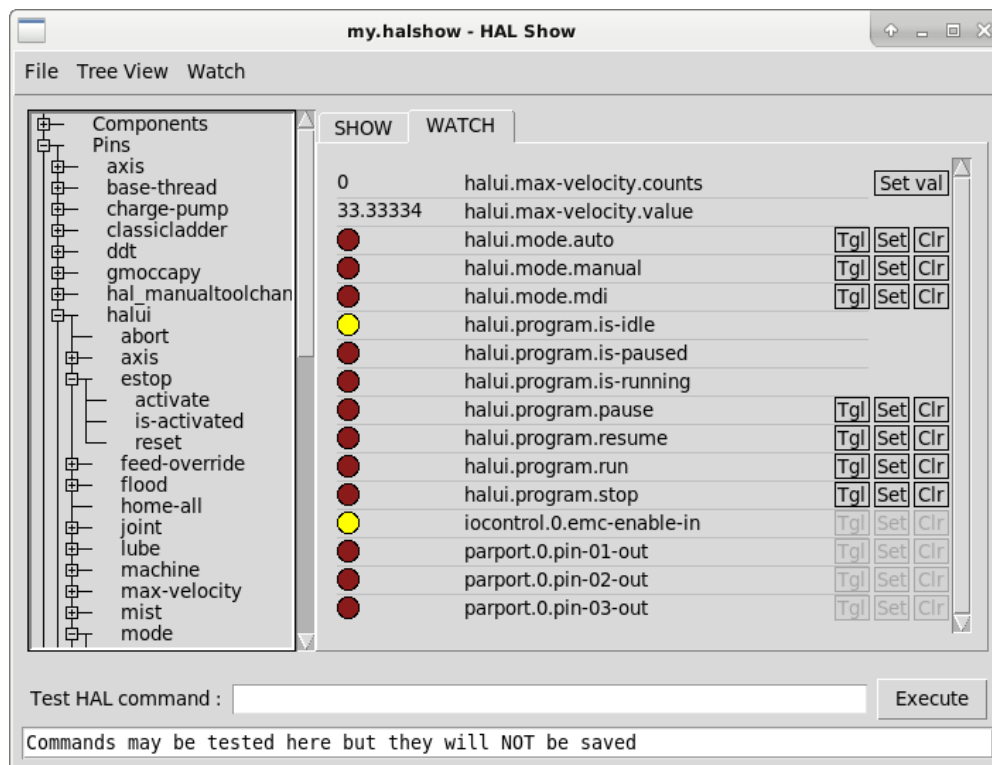 my.halshow - HAL Show
File Tree View Watch
Components
Pins
axis
base-thread
charge-pump
classicladder
ddt
gmoccapy
hal_manualtoolchan
halui
abort
axis
estop
activate
is-activated
reset
feed-override
flood
home-all
joint
lube
machine
max-velocity
mist
mode
SHOW WATCH
0 halui.max-velocity.counts Set val
33.33334 halui.max-velocity.value
halui.mode.auto Tgl Set Clr
halui.mode.manual Tgl Set Clr
halui.mode.mdi Tgl Set Clr
halui.program.is-idle
halui.program.is-paused
halui.program.is-running
halui.program.pause Tgl Set Clr
halui.program.resume Tgl Set Clr
halui.program.run Tgl Set Clr
halui.program.stop Tgl Set Clr
iocontrol.0.emc-enable-in Tgl Set Clr
parport.0.pin-01-out Tgl Set Clr
parport.0.pin-02-out Tgl Set Clr
parport.0.pin-03-out Tgl Set Clr
Test HAL command : Execute
Commands may be tested here but they will NOT be saved